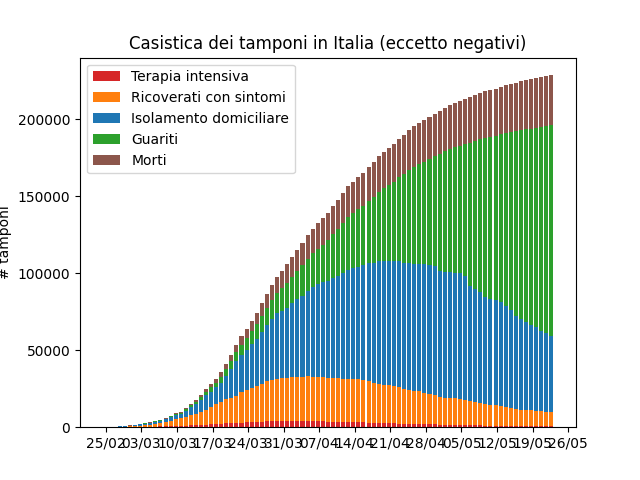 Casistica dei tamponi in Italia (eccetto negativi)
Terapia intensiva
Ricoverati con sintomi
Isolamento domiciliare
Guariti
Morti
# tamponi
200000
150000
100000
50000
0
25/02 03/03 10/03 17/03 24/03 31/03 07/04 14/04 21/04 28/04 05/05 12/05 19/05 26/05